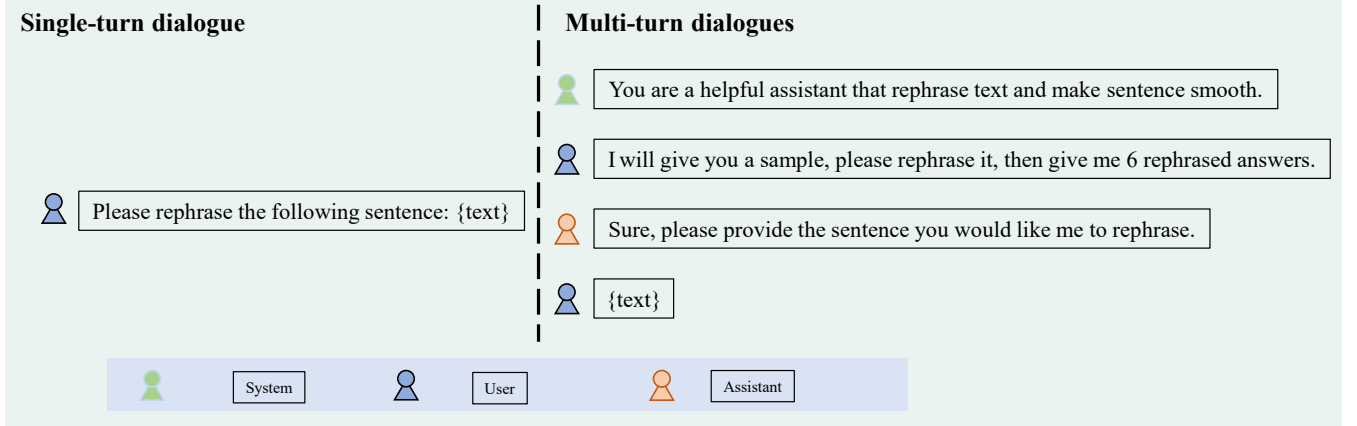 Single-turn dialogue
Please rephrase the following sentence: {text}
Multi-turn dialogues
You are a helpful assistant that rephrase text and make sentence smooth.
I will give you a sample, please rephrase it, then give me 6 rephrased answers.
Sure, please provide the sentence you would like me to rephrase.
{text}
System
User
Assistant